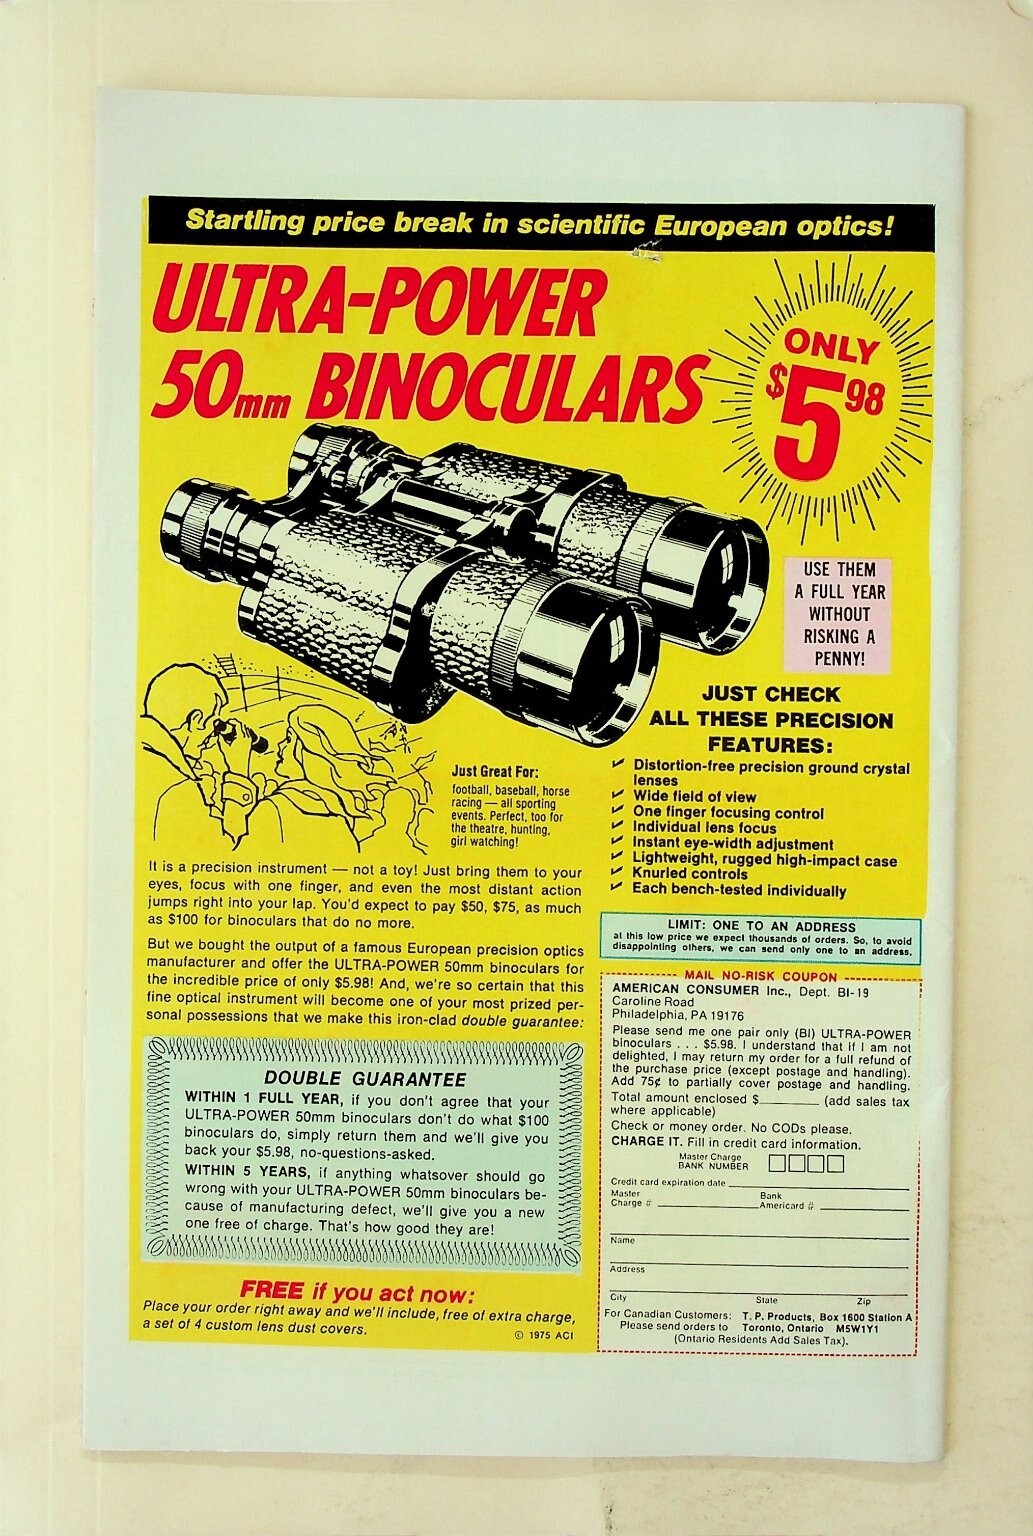 Startling price break in scientific European optics!
ULTRA-POWER
50mm BINOCULARS
ONLY
$5 98
USE THEM
A FULL YEAR
WITHOUT
RISKING A
PENNY!
JUST CHECK
ALL THESE PRECISION
FEATURES:
Distortion-free precision ground crystal
lenses
Wide field of view
One finger focusing control
Individual lens focus
Instant eye-width adjustment
Lightweight, rugged high-impact case
Knurled controls
Each bench-tested individually
Just Great For:
football, baseball, horse
racing — all sporting
events. Perfect, too for
the theatre, hunting,
girl watching!
It is a precision instrument — not a toy! Just bring them to your
eyes, focus with one finger, and even the most distant action
jumps right into your lap. You'd expect to pay $50, $75, as much
as $100 for binoculars that do no more.
But we bought the output of a famous European precision optics
manufacturer and offer the ULTRA-POWER 50mm binoculars for
the incredible price of only $5.98! And, we're so certain that this
fine optical instrument will become one of your most prized per-
sonal possessions that we make this iron-clad double guarantee:
DOUBLE GUARANTEE
WITHIN 1 FULL YEAR, if you don't agree that your
ULTRA-POWER 50mm binoculars don't do what $100
binoculars do, simply return them and we'll give you
back your $5.98, no-questions-asked.
WITHIN 5 YEARS, if anything whatsoever should go
wrong with your ULTRA-POWER 50mm binoculars be-
cause of manufacturing defect, we'll give you a new
one free of charge. That's how good they are!
FREE if you act now:
Place your order right away and we'll include, free of extra charge,
a set of 4 custom lens dust covers.
© 1975 ACI
LIMIT: ONE TO AN ADDRESS
at this low price we expect thousands of orders. So, to avoid
disappointing others, we can send only one to an address.
MAIL NO-RISK COUPON
AMERICAN CONSUMER Inc., Dept. BI-19
Caroline Road
Philadelphia, PA 19176
Please send me one pair only (BI) ULTRA-POWER
binoculars . . . $5.98. I understand that if I am not
delighted, I may return my order for a full refund of
the purchase price (except postage and handling).
Add 75¢ to partially cover postage and handling.
Total amount enclosed $________ (add sales tax
where applicable)
Check or money order. No CODs please.
CHARGE IT. Fill in credit card information.
Master Charge
BANK NUMBER
Credit card expiration date
Master Charge #
Bank Americard #
Name
Address
City State Zip
For Canadian Customers: T. P. Products, Box 1600 Station A
Please send orders to Toronto, Ontario M5W1Y1
(Ontario Residents Add Sales Tax).